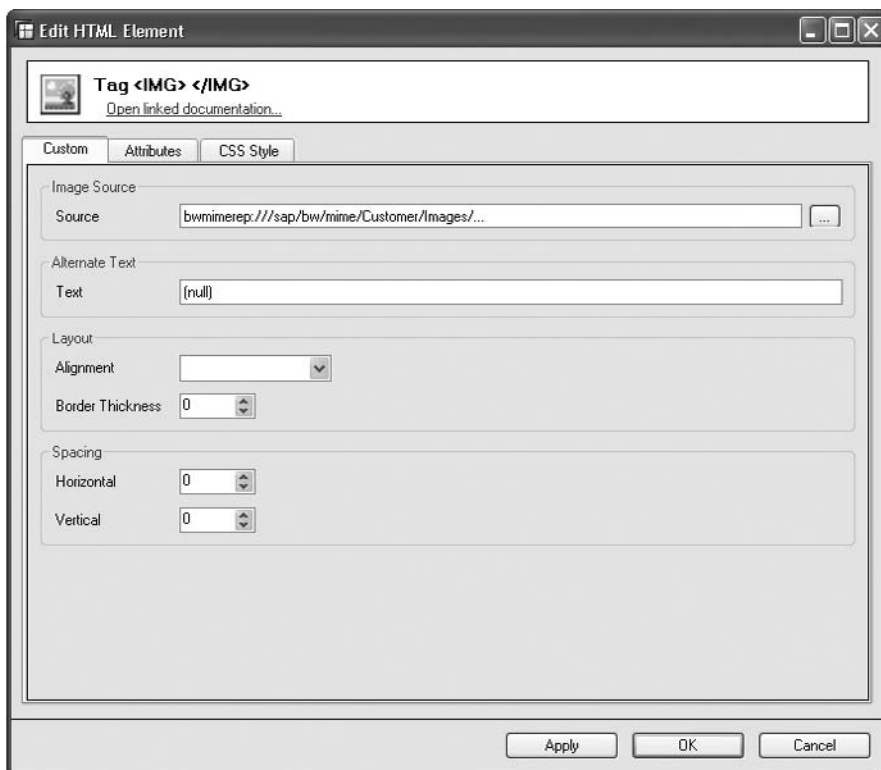 Edit HTML Element
Tag <IMG> </IMG>
Open linked documentation...
Custom Attributes CSS Style
Image Source
Source bwmimerep:///sap/bw/mime/Customer/Images/... ...
Alternate Text
Text (null)
Layout
Alignment
Border Thickness 0
Spacing
Horizontal 0
Vertical 0
Apply OK Cancel